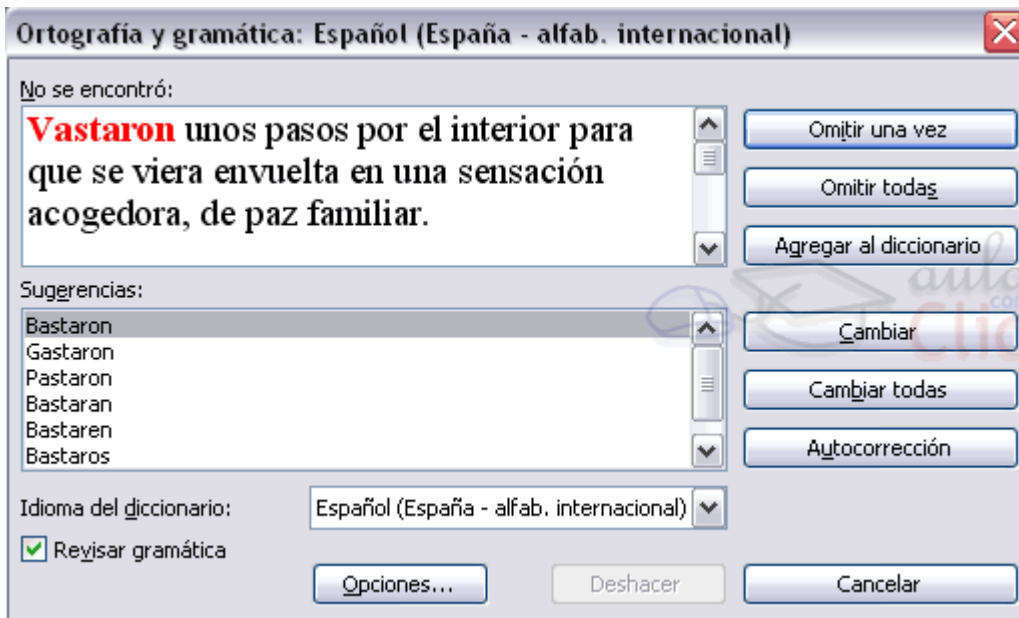 Ortografía y gramática: Español (España - alfab. internacional)
No se encontró:
Vastaron unos pasos por el interior para
que se viera envuelta en una sensación
acogedora, de paz familiar.
Omitir una vez
Omitir todas
Agregar al diccionario
Sugerencias:
Bastaron
Gastaron
Pastaron
Bastaran
Bastaren
Bastaros
Cambiar
Cambiar todas
Autocorrección
aula
Clic
Idioma del diccionario:
Español (España - alfab. internacional)
Revisar gramática
Opciones...
Deshacer
Cancelar